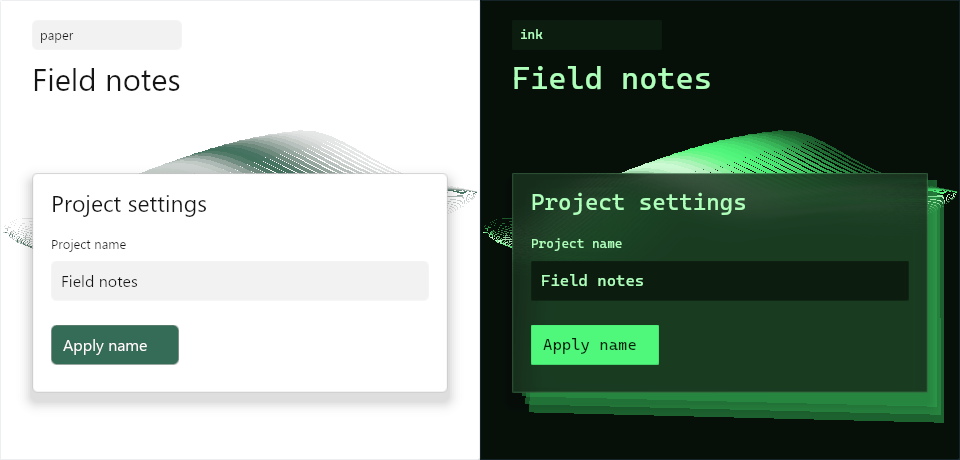 paper
Field notes
Project settings
Project name
Field notes
Apply name
ink
Field notes
Project settings
Project name
Field notes
Apply name